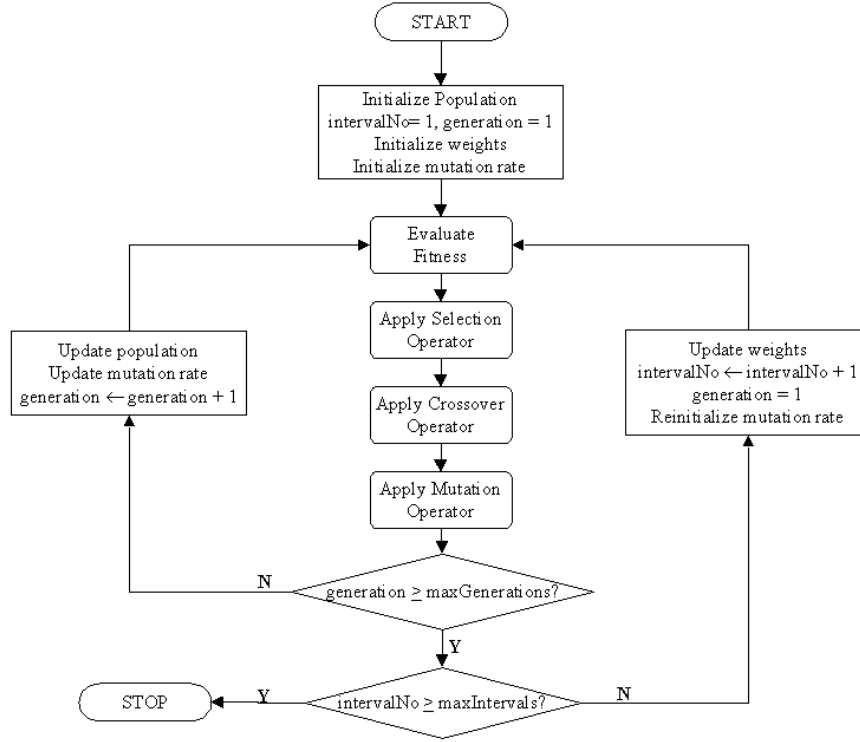 START
Initialize Population
intervalNo= 1, generation = 1
Initialize weights
Initialize mutation rate
Evaluate
Fitness
Apply Selection
Operator
Update population
Update mutation rate
generation ← generation + 1
Update weights
intervalNo ← intervalNo + 1
generation = 1
Reinitialize mutation rate
Apply Crossover
Operator
Apply Mutation
Operator
N
generation ≥ maxGenerations?
Y
STOP
Y
intervalNo ≥ maxIntervals?
N